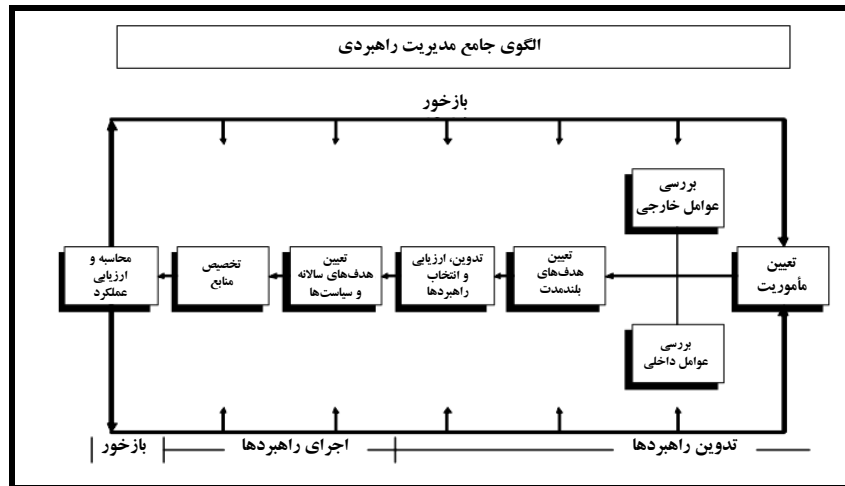 الگوی جامع مدیریت راهبردی
بازخور
بررسی
عوامل خارجی
تعیین
مأموریت
تعیین
هدف‌های
بلندمدت
تدوین، ارزیابی
و انتخاب
راهبردها
تعیین
هدف‌های سالانه
و سیاست‌ها
تخصیص
منابع
محاسبه و
ارزیابی
عملکرد
بررسی
عوامل داخلی
تدوین راهبردها
اجرای راهبردها
بازخور